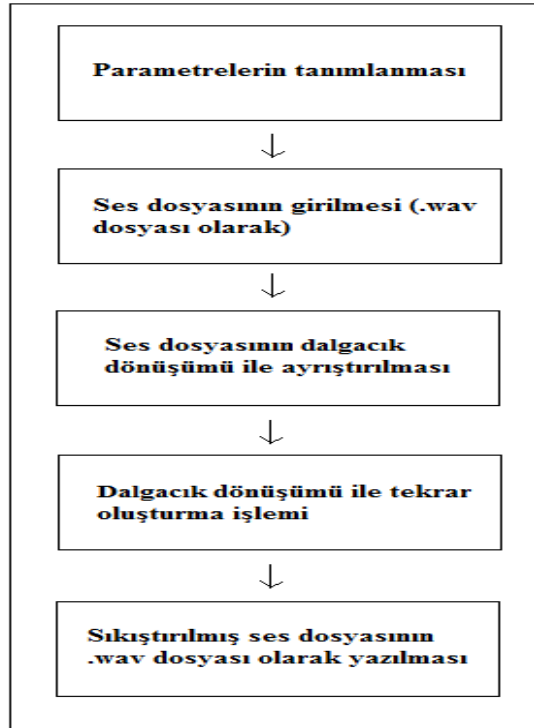 Parametrelerin tanımlanması
Ses dosyasının girilmesi (.wav
dosyası olarak)
Ses dosyasının dalgacık
dönüşümü ile ayrıştırılması
Dalgacık dönüşümü ile tekrar
oluşturma işlemi
Sıkıştırılmış ses dosyasının
.wav dosyası olarak yazılması